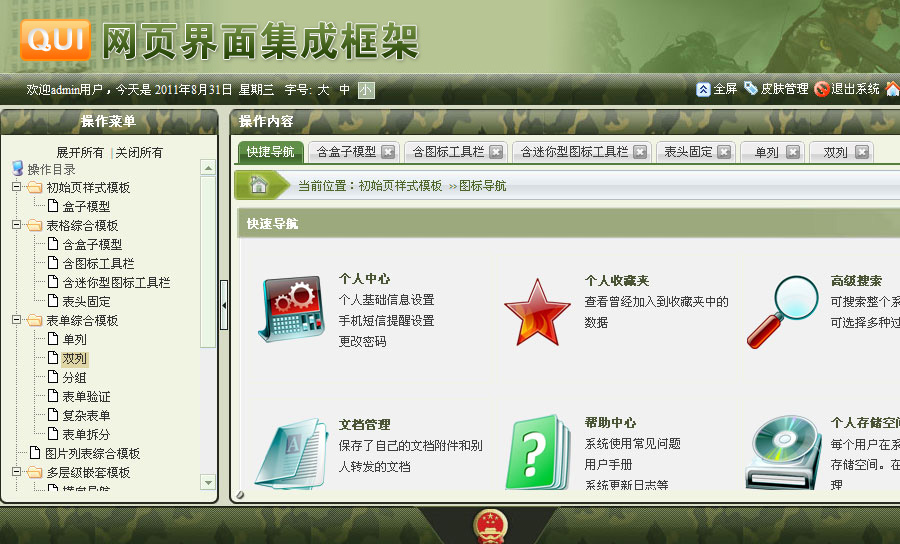 QUI 网页界面集成框架
欢迎admin用户，今天是 2011年8月31日 星期三 字号: 大 中 小
全屏 皮肤管理 退出系统
操作菜单
展开所有 | 关闭所有
操作目录
初始页样式模板
盒子模型
表格综合模板
含盒子模型
含图标工具栏
含迷你型图标工具栏
表头固定
表单综合模板
单列
双列
分组
表单验证
复杂表单
表单拆分
图片列表综合模板
多层级嵌套模板
操作内容
快捷导航 含盒子模型 含图标工具栏 含迷你型图标工具栏 表头固定 单列 双列
当前位置：初始页样式模板 >> 图标导航
快速导航
个人中心
个人基础信息设置
手机短信提醒设置
更改密码
个人收藏夹
查看曾经加入到收藏夹中的
数据
高级搜索
可搜索整个系
可选择多种过
文档管理
保存了自己的文档附件和别
人转发的文档
帮助中心
系统使用常见问题
用户手册
系统更新日志等
个人存储空间
每个用户在系
存储空间。在
理